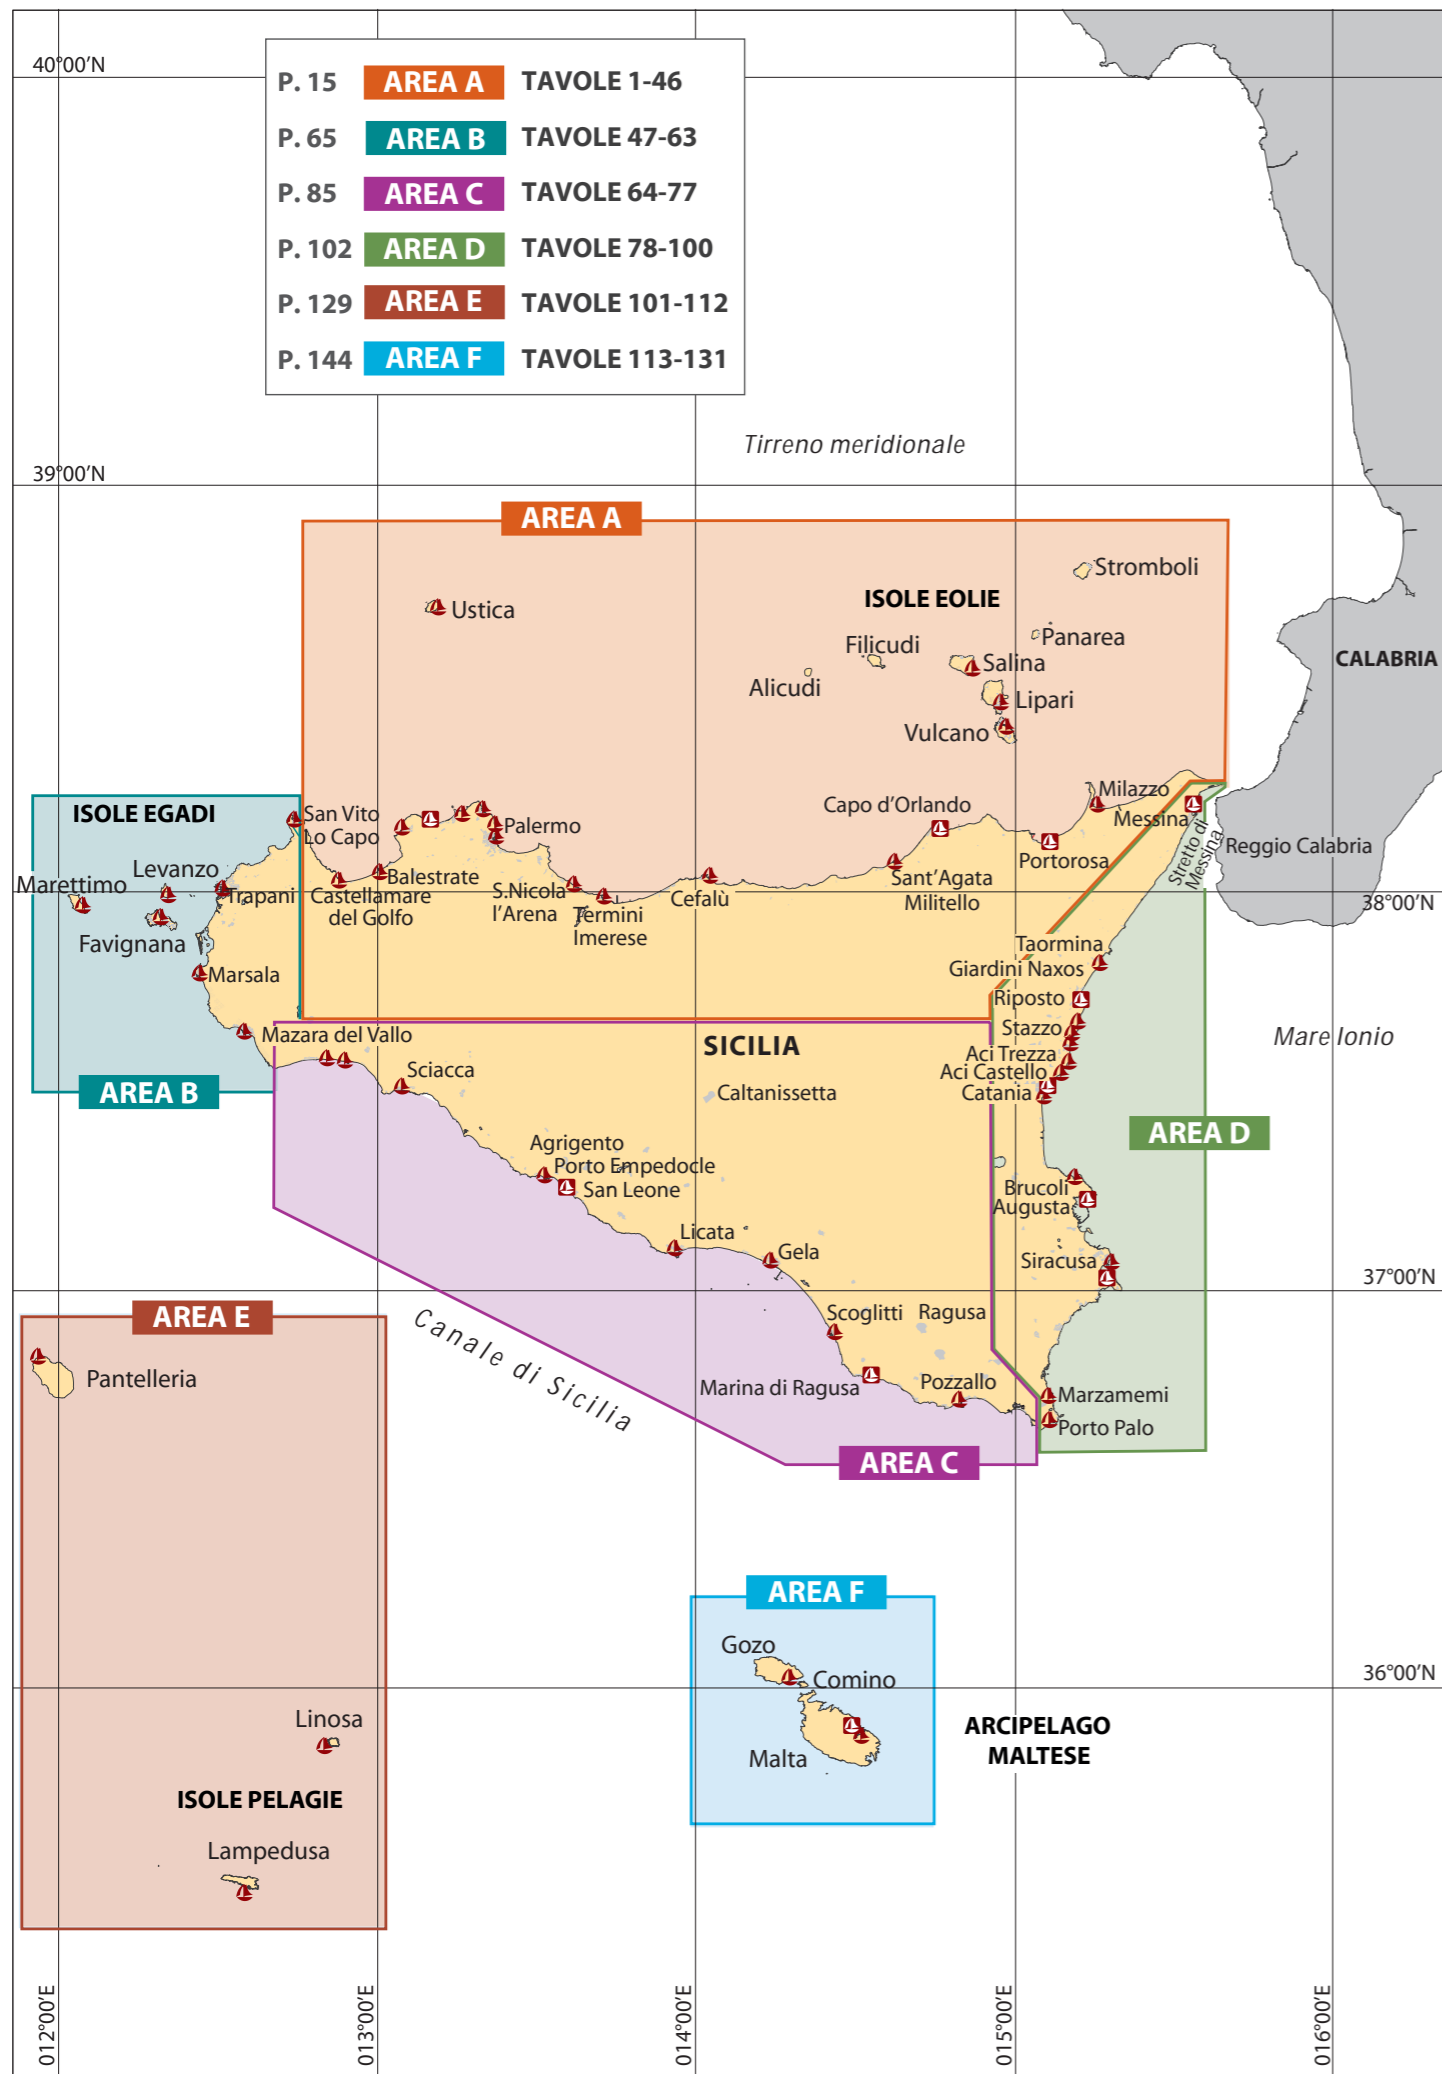 40°00'N
P. 15 AREA A TAVOLE 1-46
P. 65 AREA B TAVOLE 47-63
P. 85 AREA C TAVOLE 64-77
P. 102 AREA D TAVOLE 78-100
P. 129 AREA E TAVOLE 101-112
P. 144 AREA F TAVOLE 113-131
Tirreno meridionale
39°00'N
AREA A
Stromboli
ISOLE EOLIE
Ustica
Panarea
Filicudi
Salina
CALABRIA
Alicudi
Lipari
Vulcano
Milazzo
ISOLE EGADI
San Vito
Lo Capo
Capo d'Orlando
Messina
Palermo
Stretto di
Messina
Reggio Calabria
Portorosa
Levanzo
Balestrate
Marettimo
Trapani
Castellamare
del Golfo
S.Nicola
l'Arena
Termini
Imerese
Cefalù
Sant'Agata
Militello
38°00'N
Favignana
Taormina
Giardini Naxos
Marsala
Riposto
Mazara del Vallo
Stazzo
Mare Ionio
SICILIA
Aci Trezza
Sciacca
Aci Castello
AREA B
Caltanissetta
Catania
AREA D
Agrigento
Porto Empedocle
San Leone
Brucoli
Augusta
Licata
Gela
Siracusa
37°00'N
AREA E
Scoglitti
Ragusa
Canale di Sicilia
Pantelleria
Marina di Ragusa
Pozzallo
Marzamemi
Porto Palo
AREA C
AREA F
Gozo
Comino
36°00'N
Linosa
ARCIPELAGO
MALTESE
Malta
ISOLE PELAGIE
Lampedusa
012°00'E
013°00'E
014°00'E
015°00'E
016°00'E